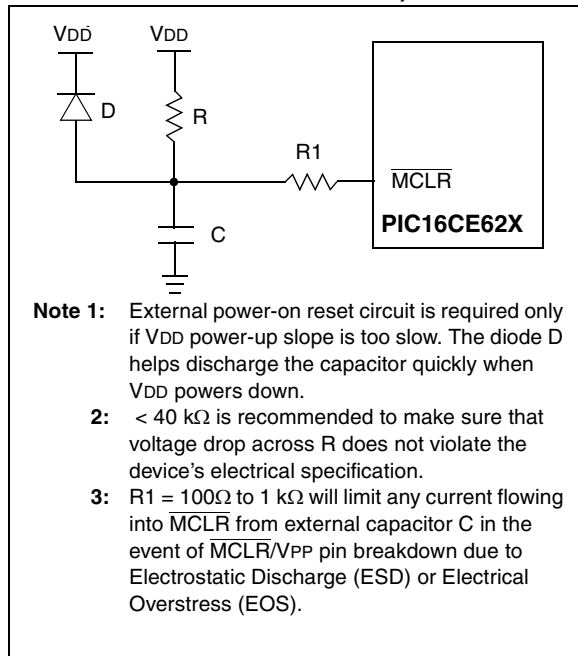 VDD VDD
D R
R1
MCLR
PIC16CE62X
C
Note 1: External power-on reset circuit is required only
if VDD power-up slope is too slow. The diode D
helps discharge the capacitor quickly when
VDD powers down.
2: < 40 kΩ is recommended to make sure that
voltage drop across R does not violate the
device's electrical specification.
3: R1 = 100Ω to 1 kΩ will limit any current flowing
into MCLR from external capacitor C in the
event of MCLR/VPP pin breakdown due to
Electrostatic Discharge (ESD) or Electrical
Overstress (EOS).